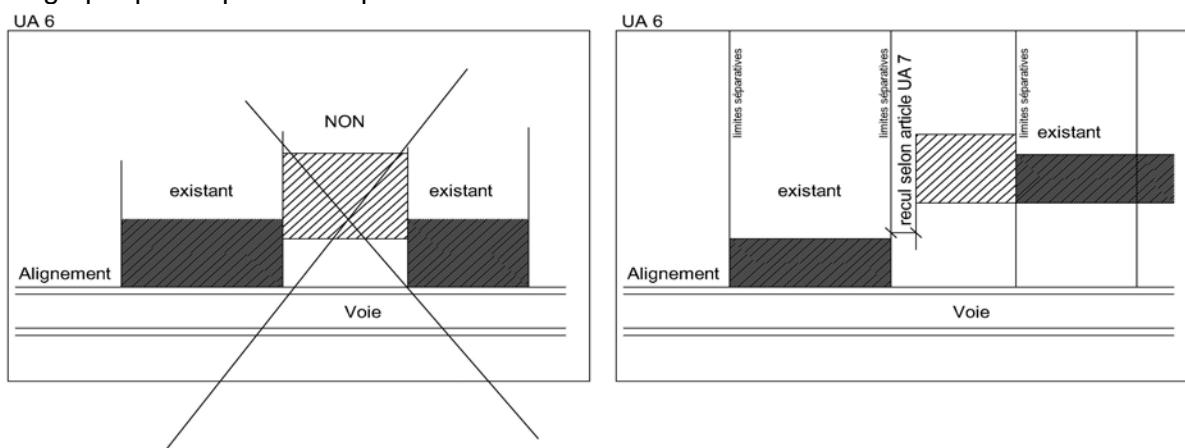 UA 6
NON
existant
existant
Alignement
Voie
UA 6
limites séparatives
limites séparatives
recul selon article UA 7
limites séparatives
existant
existant
Alignement
Voie